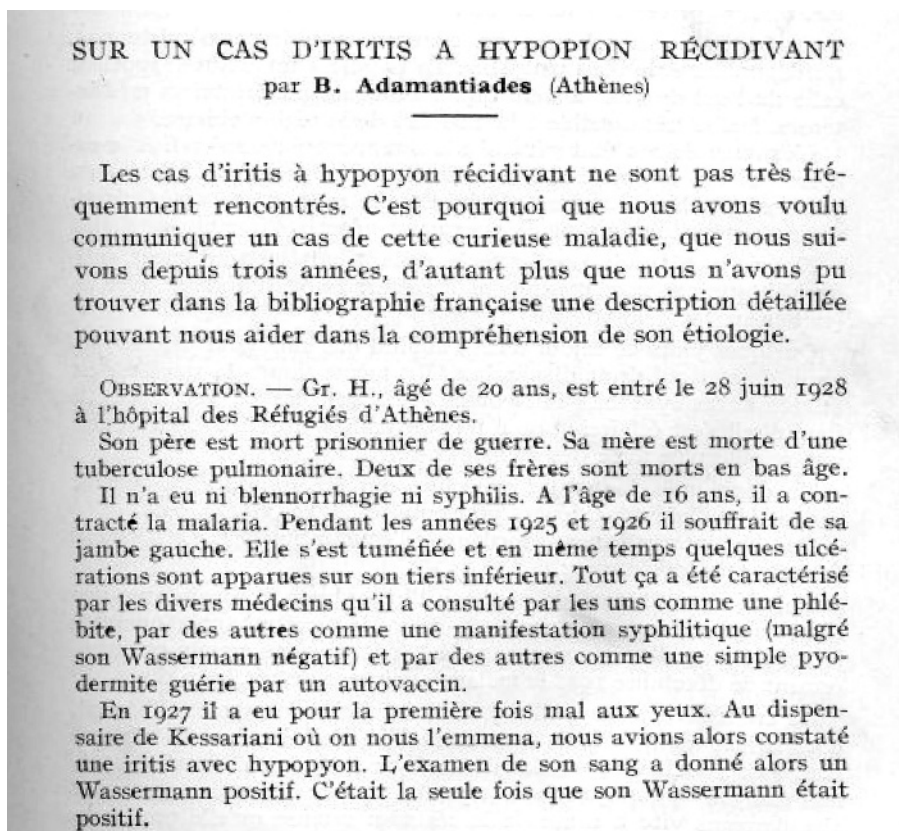 SUR UN CAS D'IRITIS A HYPOPION RÉCIDIVANT
par B. Adamantiades (Athènes)
Les cas d'iritis à hypopyon récidivant ne sont pas très fré-
quemment rencontrés. C'est pourquoi que nous avons voulu
communiquer un cas de cette curieuse maladie, que nous sui-
vons depuis trois années, d'autant plus que nous n'avons pu
trouver dans la bibliographie française une description détaillée
pouvant nous aider dans la compréhension de son étiologie.
OBSERVATION. — Gr. H., âgé de 20 ans, est entré le 28 juin 1928
à l'hôpital des Réfugiés d'Athènes.
Son père est mort prisonnier de guerre. Sa mère est morte d'une
tuberculose pulmonaire. Deux de ses frères sont morts en bas âge.
Il n'a eu ni blennorrhagie ni syphilis. A l'âge de 16 ans, il a con-
tracté la malaria. Pendant les années 1925 et 1926 il souffrait de sa
jambe gauche. Elle s'est tuméfiée et en même temps quelques ulcé-
rations sont apparues sur son tiers inférieur. Tout ça a été caractérisé
par les divers médecins qu'il a consulté par les uns comme une phlé-
bite, par des autres comme une manifestation syphilitique (malgré
son Wassermann négatif) et par des autres comme une simple pyo-
dermite guérie par un autovaccin.
En 1927 il a eu pour la première fois mal aux yeux. Au dispen-
saire de Kessariani où on nous l'emmena, nous avions alors constaté
une iritis avec hypopyon. L'examen de son sang a donné alors un
Wassermann positif. C'était la seule fois que son Wassermann était
positif.